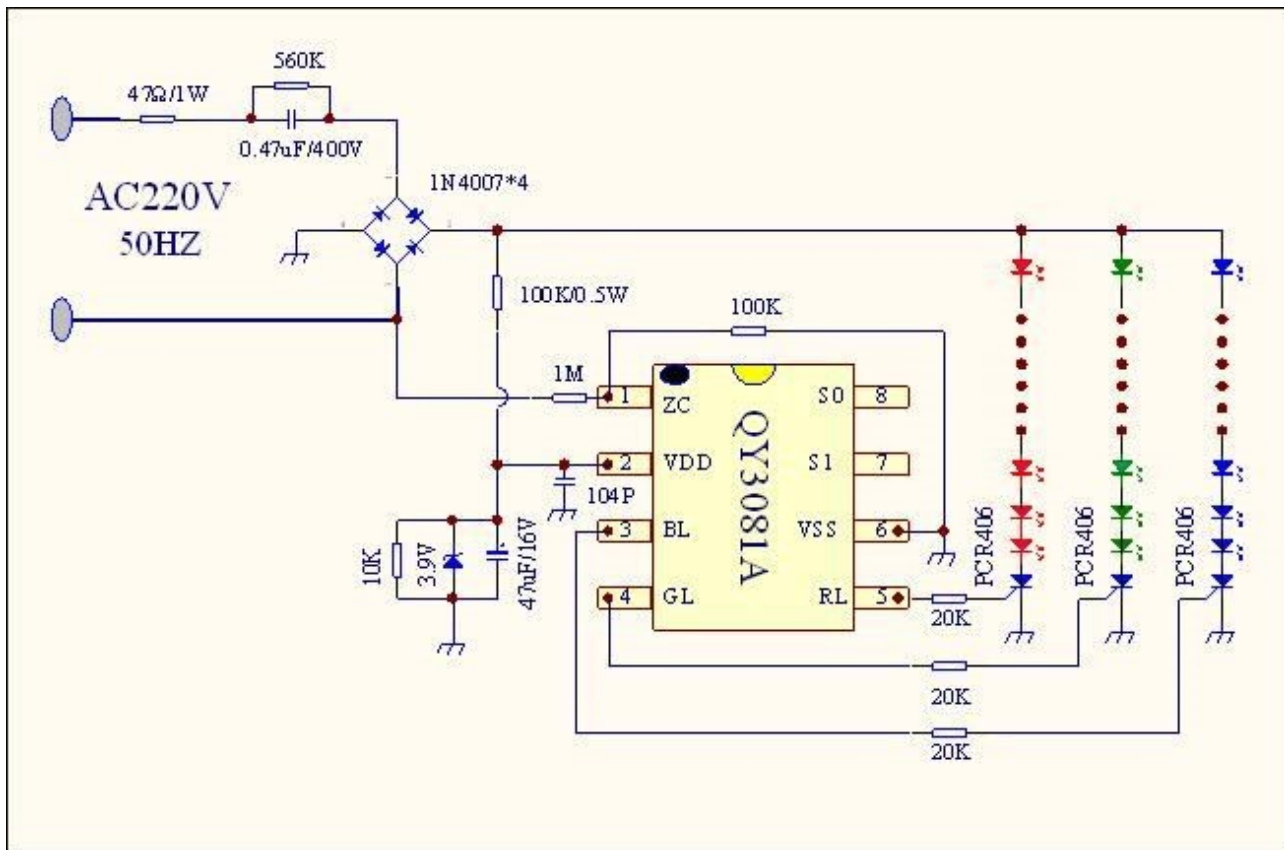 560K
47Ω/1W
0.47uF/400V
1N4007*4
AC220V
50HZ
100K/0.5W
100K
1M
1
ZC
S0
8
2
VDD
S1
7
104P
QY3081A
3
BL
VSS
6
4
GL
RL
5
10K
3.9V
47uF/16V
PCR406
PCR406
PCR406
20K
20K
20K